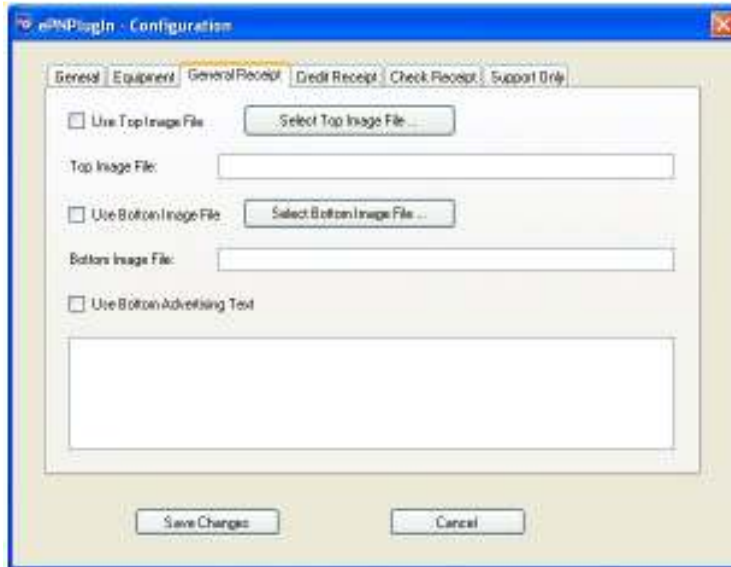 ePNPlugIn - Configuration
General Equipment General Receipt Credit Receipt Check Receipt Support Only
Use Top Image File Select Top Image File ...
Top Image File:
Use Bottom Image File Select Bottom Image File ...
Bottom Image File:
Use Bottom Advertising Text
Save Changes Cancel